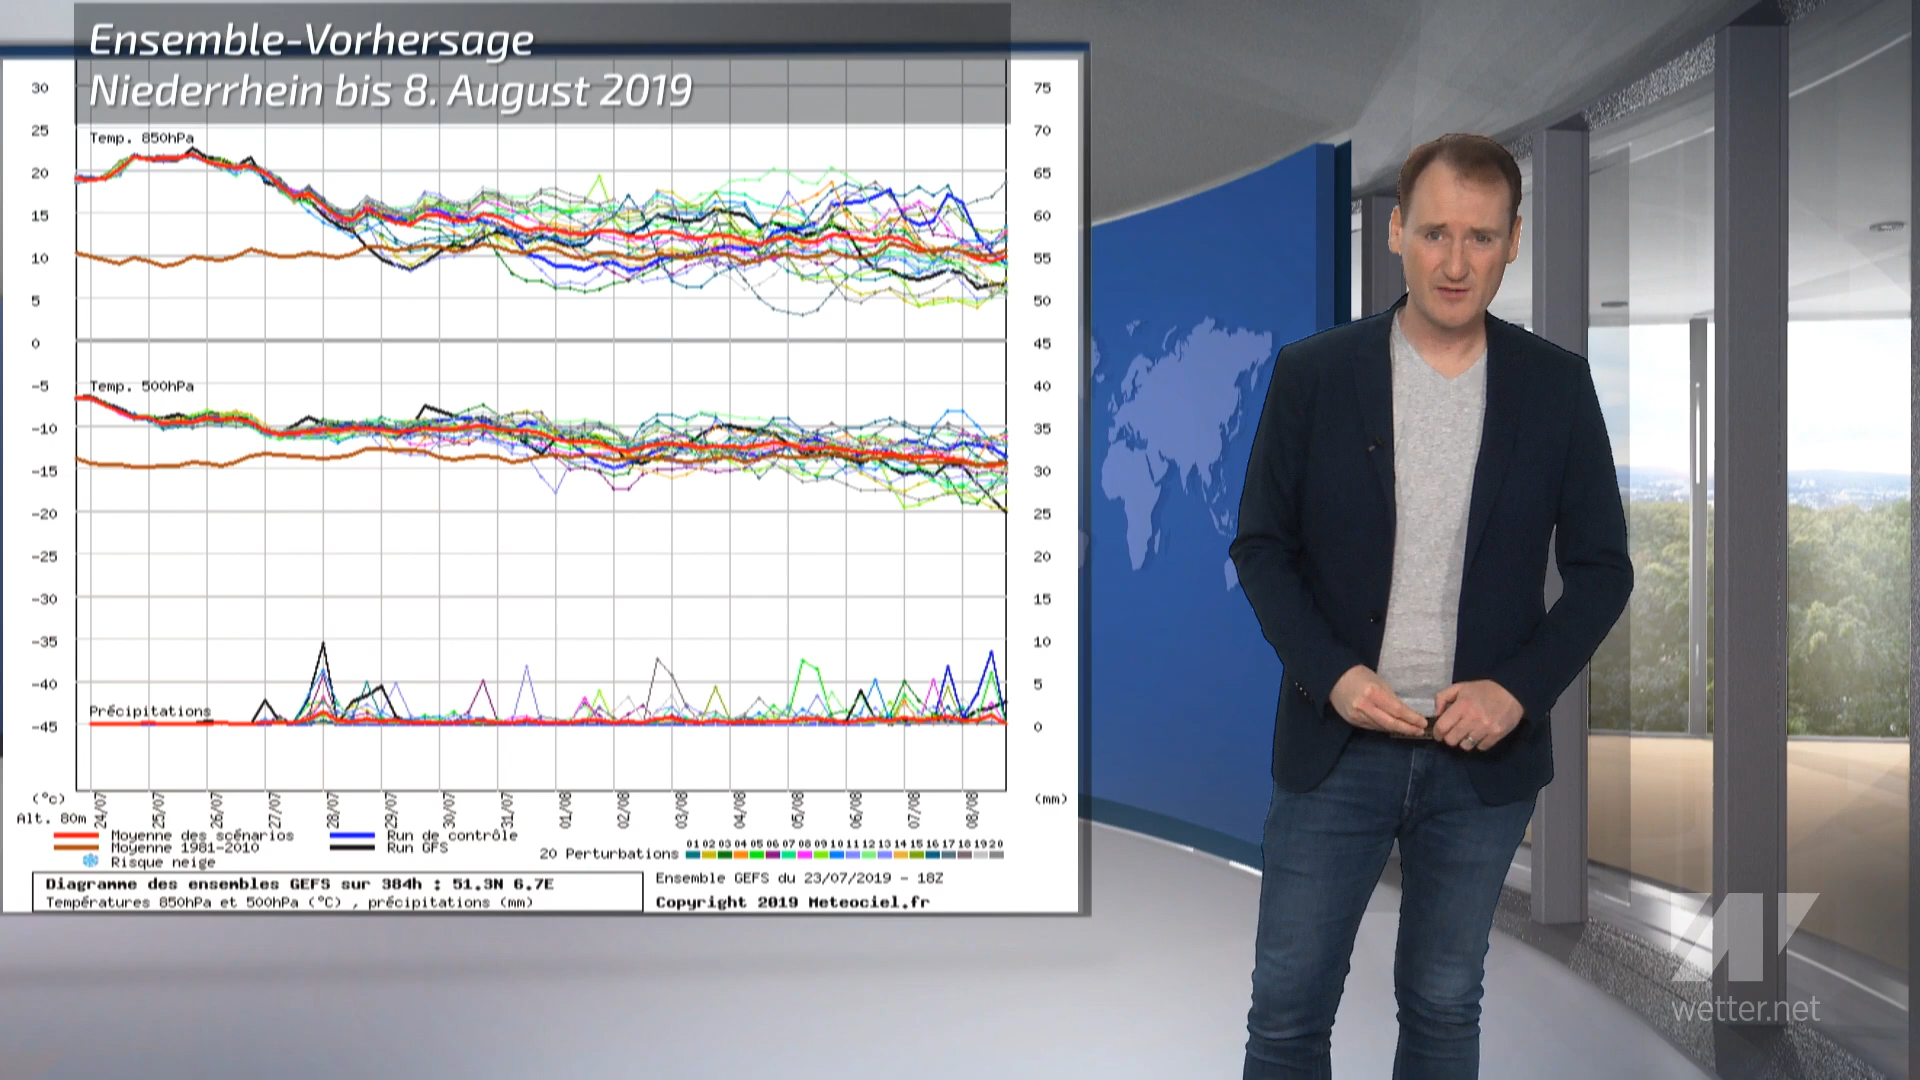 Ensemble-Vorhersage
Niederrhein bis 8. August 2019
30
25
20
15
10
5
0
-5
-10
-15
-20
-25
-30
-35
-40
-45
(°c)
75
70
65
60
55
50
45
40
35
30
25
20
15
10
5
0
(mm)
Temp. 850hPa
Temp. 500hPa
Précipitations
24/07 25/07 26/07 27/07 28/07 29/07 30/07 31/07 01/08 02/08 03/08 04/08 05/08 06/08 07/08 08/08
Alt. 80m
Moyenne des scénarios
Run de contrôle
Moyenne 1981-2010
Run GFS
Risque neige
20 Perturbations
01 02 03 04 05 06 07 08 09 10 11 12 13 14 15 16 17 18 19 20
Diagramme des ensembles GEFS sur 384h : 51.3N 6.7E
Températures 850hPa et 500hPa (°C) , précipitations (mm)
Ensemble GEFS du 23/07/2019 - 18Z
Copyright 2019 Meteociel.fr
wetter.net